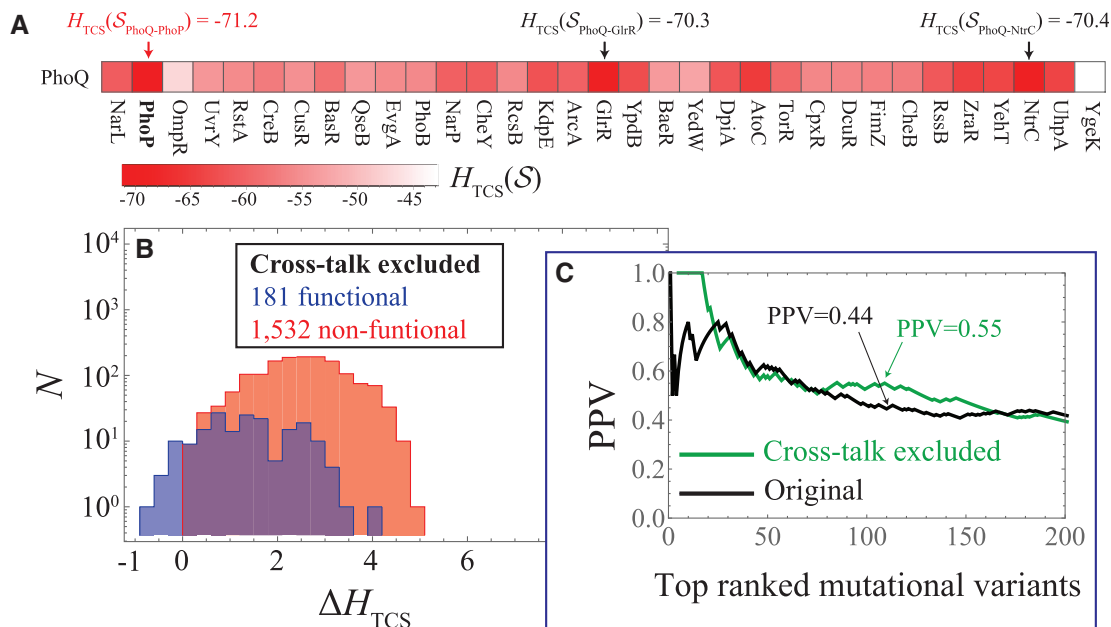 A
H_TCS(S_PhoQ-PhoP) = -71.2
H_TCS(S_PhoQ-GlrR) = -70.3
H_TCS(S_PhoQ-NtrC) = -70.4
PhoQ
NarL
PhoP
OmpR
UvrY
RstA
CreB
CusR
BasR
QseB
EvgA
PhoB
NarP
CheY
RcsB
KdpE
ArcA
GlrR
YpdB
BaeR
YedW
DpiA
AtoC
TorR
CpxR
DcuR
FimZ
CheB
RssB
ZraR
YehT
NtrC
UhpA
YgeK
-70 -65 -60 -55 -50 -45
H_TCS(S)
B
Cross-talk excluded
181 functional
1,532 non-funtional
10^4
10^3
10^2
10^1
10^0
N
-1 0 2 4 6 8
ΔH_TCS
C
1.0
0.8
0.6
0.4
0.2
0.0
PPV
PPV=0.44
PPV=0.55
Cross-talk excluded
Original
0 50 100 150 200
Top ranked mutational variants